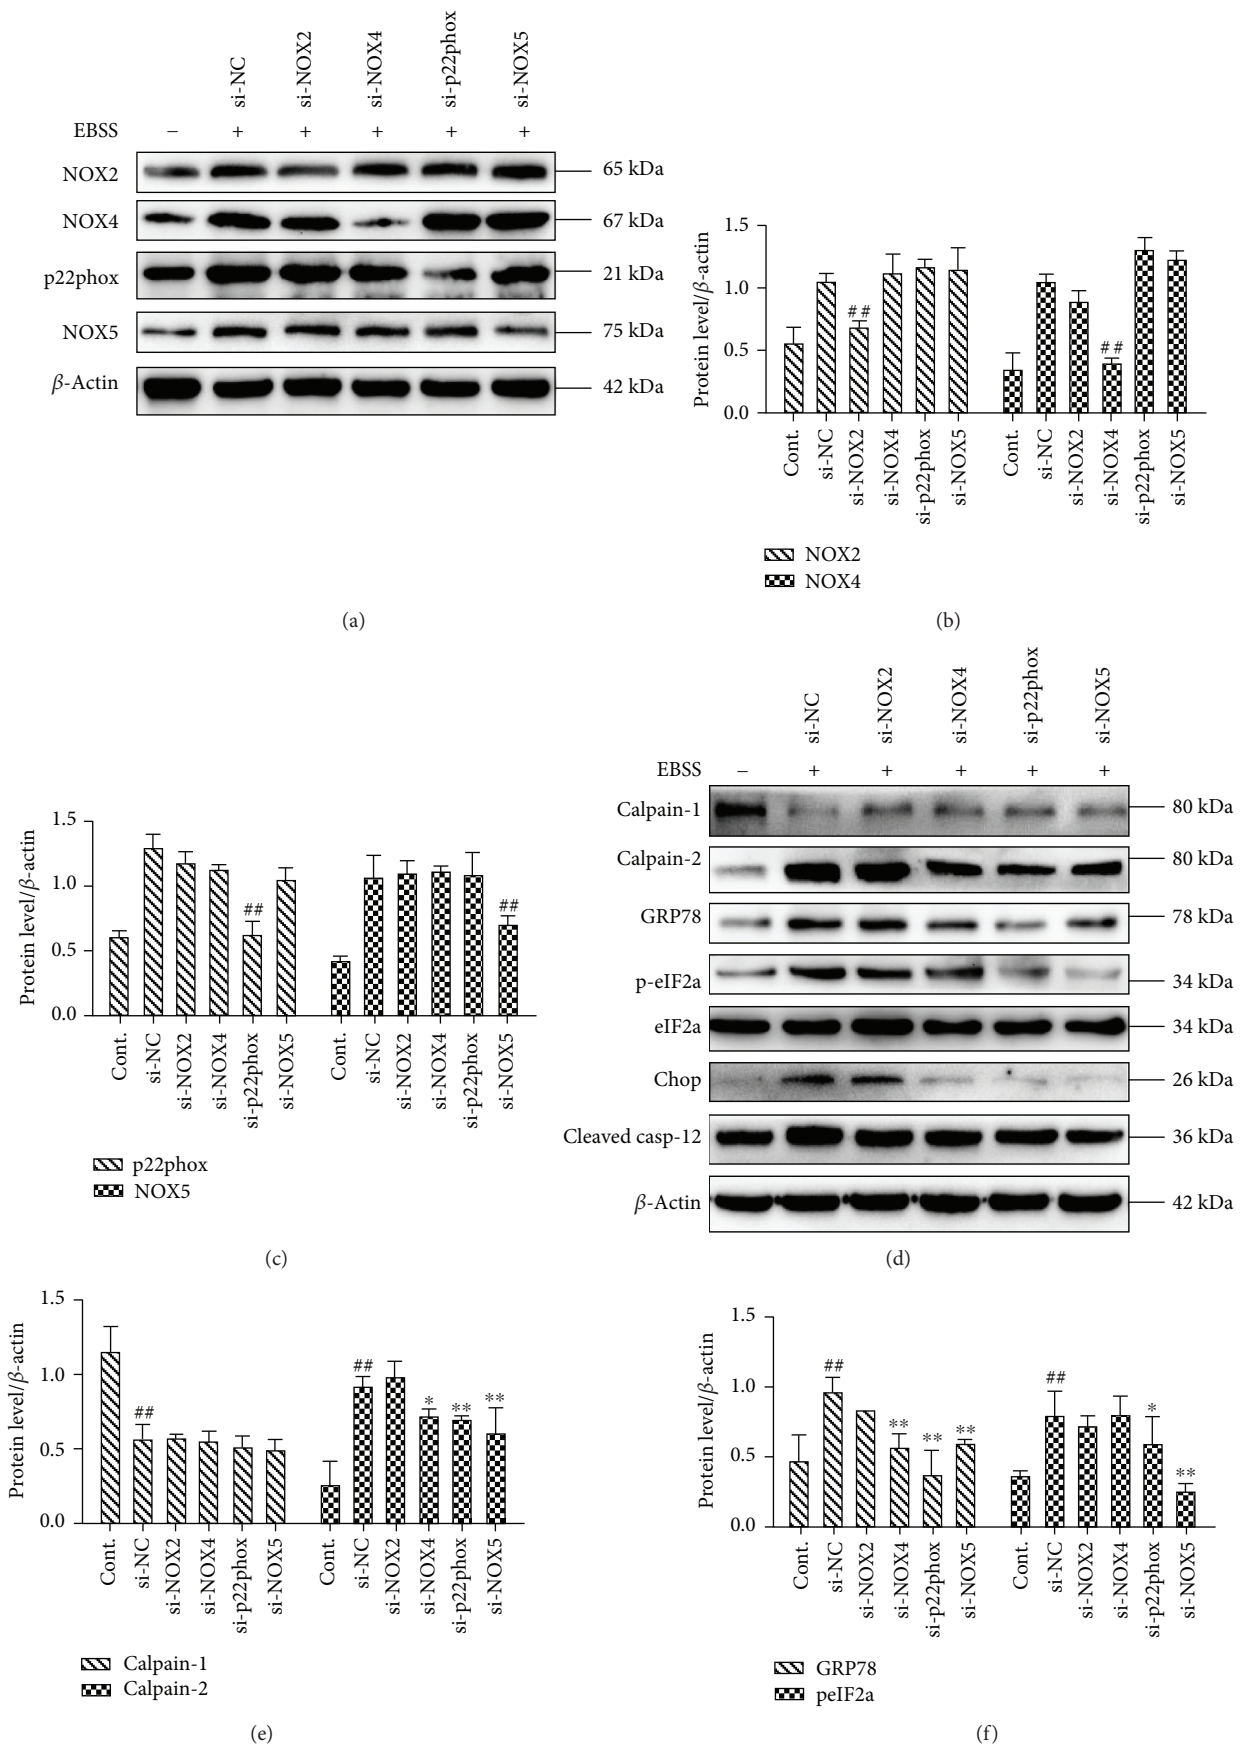 si-NC
si-NOX2
si-NOX4
si-p22phox
si-NOX5
EBSS – + + + + +
NOX2 65 kDa
NOX4 67 kDa
p22phox 21 kDa
NOX5 75 kDa
β-Actin 42 kDa
(a)
Protein level/β-actin
1.5
1.0
0.5
0.0
##
##
Cont.
si-NC
si-NOX2
si-NOX4
si-p22phox
si-NOX5
Cont.
si-NC
si-NOX2
si-NOX4
si-p22phox
si-NOX5
NOX2
NOX4
(b)
Protein level/β-actin
1.5
1.0
0.5
0.0
##
##
Cont.
si-NC
si-NOX2
si-NOX4
si-p22phox
si-NOX5
Cont.
si-NC
si-NOX2
si-NOX4
si-p22phox
si-NOX5
p22phox
NOX5
(c)
si-NC
si-NOX2
si-NOX4
si-p22phox
si-NOX5
EBSS – + + + + +
Calpain-1 80 kDa
Calpain-2 80 kDa
GRP78 78 kDa
p-eIF2a 34 kDa
eIF2a 34 kDa
Chop 26 kDa
Cleaved casp-12 36 kDa
β-Actin 42 kDa
(d)
Protein level/β-actin
1.5
1.0
0.5
0.0
##
##
*
**
**
Cont.
si-NC
si-NOX2
si-NOX4
si-p22phox
si-NOX5
Cont.
si-NC
si-NOX2
si-NOX4
si-p22phox
si-NOX5
Calpain-1
Calpain-2
(e)
Protein level/β-actin
1.5
1.0
0.5
0.0
##
**
**
**
##
*
**
Cont.
si-NC
si-NOX2
si-NOX4
si-p22phox
si-NOX5
Cont.
si-NC
si-NOX2
si-NOX4
si-p22phox
si-NOX5
GRP78
peIF2a
(f)